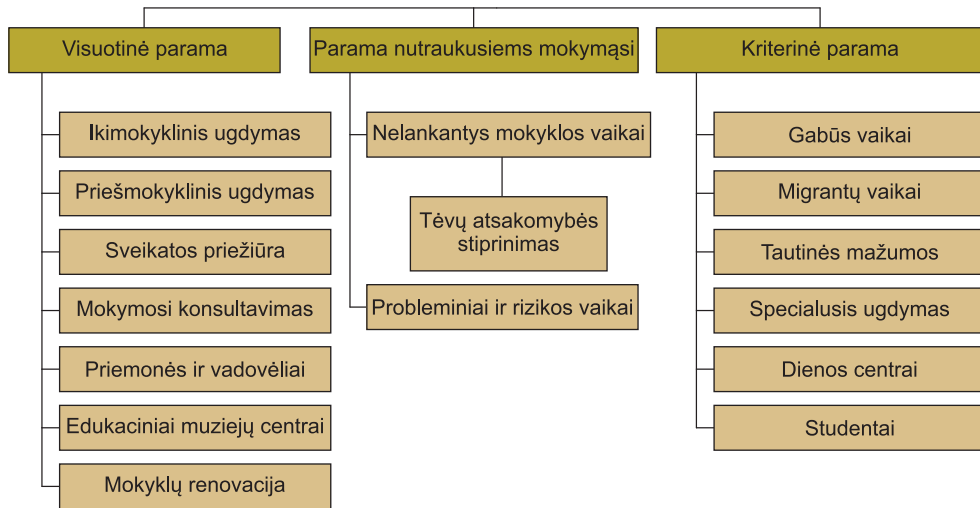 Visuotinė parama
Ikimokyklinis ugdymas
Priešmokyklinis ugdymas
Sveikatos priežiūra
Mokymosi konsultavimas
Priemonės ir vadovėliai
Edukaciniai muziejų centrai
Mokyklų renovacija
Parama nutraukusiems mokymąsi
Nelankantys mokyklos vaikai
Tėvų atsakomybės
stiprinimas
Probleminiai ir rizikos vaikai
Kriterinė parama
Gabūs vaikai
Migrantų vaikai
Tautinės mažumos
Specialusis ugdymas
Dienos centrai
Studentai